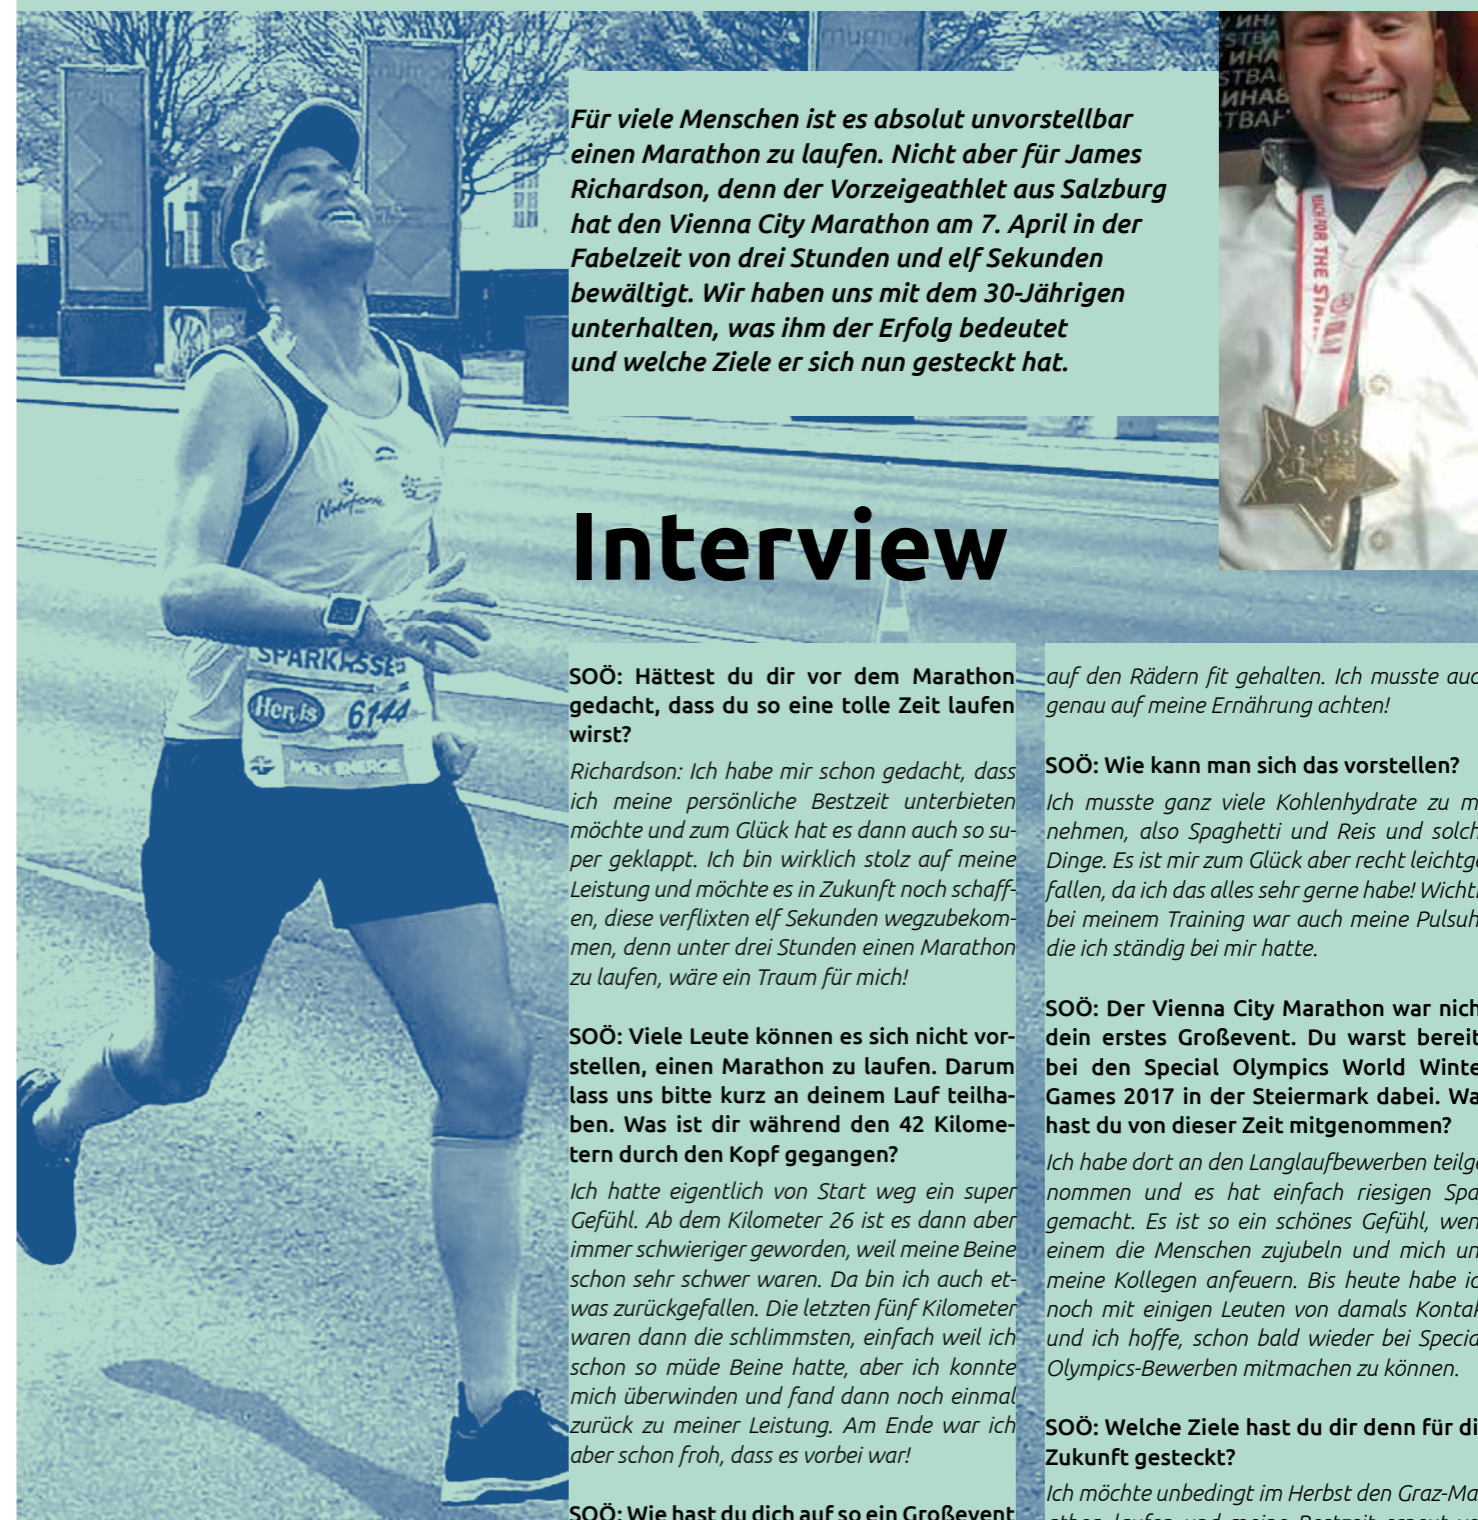 Für viele Menschen ist es absolut unvorstellbar
einen Marathon zu laufen. Nicht aber für James
Richardson, denn der Vorzeigeathlet aus Salzburg
hat den Vienna City Marathon am 7. April in der
Fabelzeit von drei Stunden und elf Sekunden
bewältigt. Wir haben uns mit dem 30-Jährigen
unterhalten, was ihm der Erfolg bedeutet
und welche Ziele er sich nun gesteckt hat.
FOR THE
Interview
SPARKASSE
Hervis 6144
WIEN ENERGIE
SOÖ: Hättest du dir vor dem Marathon
gedacht, dass du so eine tolle Zeit laufen
wirst?
Richardson: Ich habe mir schon gedacht, dass
ich meine persönliche Bestzeit unterbieten
möchte und zum Glück hat es dann auch so su-
per geklappt. Ich bin wirklich stolz auf meine
Leistung und möchte es in Zukunft noch schaff-
en, diese verflixten elf Sekunden wegzubekom-
men, denn unter drei Stunden einen Marathon
zu laufen, wäre ein Traum für mich!
SOÖ: Viele Leute können es sich nicht vor-
stellen, einen Marathon zu laufen. Darum
lass uns bitte kurz an deinem Lauf teilha-
ben. Was ist dir während den 42 Kilome-
tern durch den Kopf gegangen?
Ich hatte eigentlich von Start weg ein super
Gefühl. Ab dem Kilometer 26 ist es dann aber
immer schwieriger geworden, weil meine Beine
schon sehr schwer waren. Da bin ich auch et-
was zurückgefallen. Die letzten fünf Kilometer
waren dann die schlimmsten, einfach weil ich
schon so müde Beine hatte, aber ich konnte
mich überwinden und fand dann noch einmal
zurück zu meiner Leistung. Am Ende war ich
aber schon froh, dass es vorbei war!
SOÖ: Wie hast du dich auf so ein Großevent
auf den Rädern fit gehalten. Ich musste auc
genau auf meine Ernährung achten!
SOÖ: Wie kann man sich das vorstellen?
Ich musste ganz viele Kohlenhydrate zu m
nehmen, also Spaghetti und Reis und solch
Dinge. Es ist mir zum Glück aber recht leichtge
fallen, da ich das alles sehr gerne habe! Wichti
bei meinem Training war auch meine Pulsuh
die ich ständig bei mir hatte.
SOÖ: Der Vienna City Marathon war nich
dein erstes Großevent. Du warst bereit
bei den Special Olympics World Winte
Games 2017 in der Steiermark dabei. Wa
hast du von dieser Zeit mitgenommen?
Ich habe dort an den Langlaufbewerben teilge
nommen und es hat einfach riesigen Spa
gemacht. Es ist so ein schönes Gefühl, wen
einem die Menschen zujubeln und mich un
meine Kollegen anfeuern. Bis heute habe ic
noch mit einigen Leuten von damals Kontak
und ich hoffe, schon bald wieder bei Specia
Olympics-Bewerben mitmachen zu können.
SOÖ: Welche Ziele hast du dir denn für di
Zukunft gesteckt?
Ich möchte unbedingt im Herbst den Graz-Ma